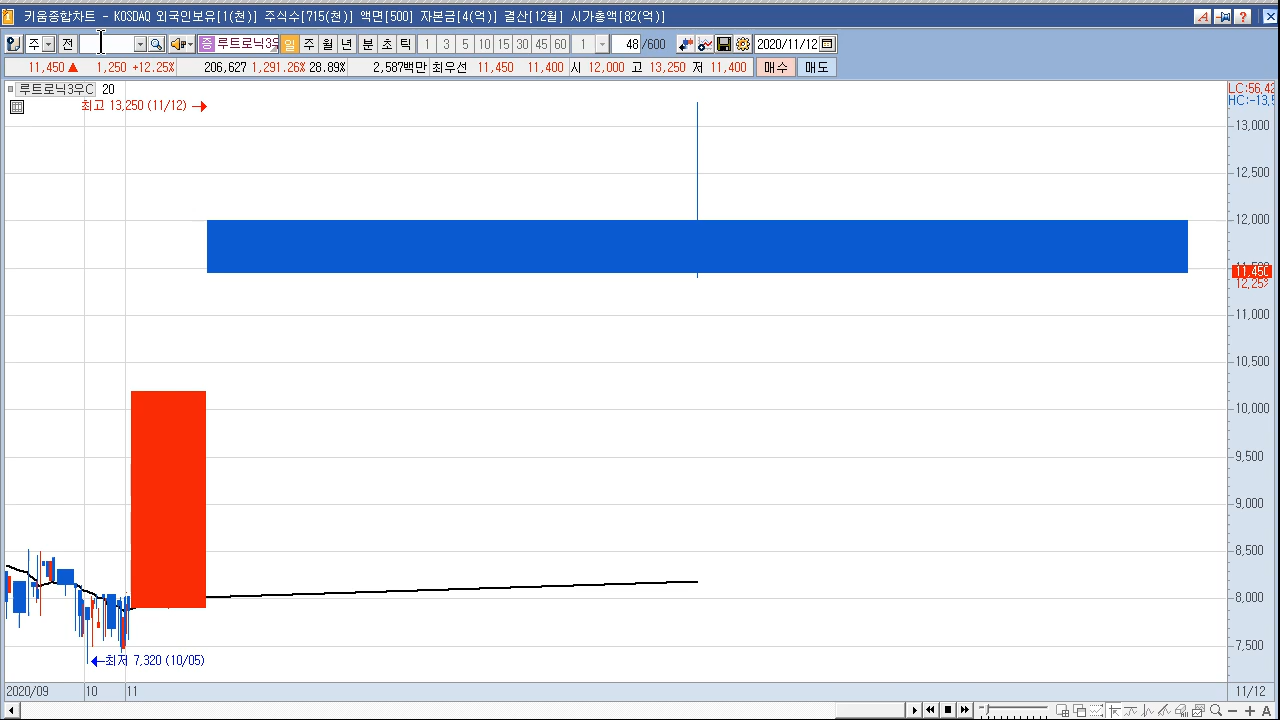 키움종합차트 - KOSDAQ 외국인보유[1(천)] 주식수[715(천)] 액면[500] 자본금[4(억)] 결산[12월] 시가총액[82(억)]
주 전 증 루트로닉3우 일 주 월 년 분 초 틱 1 3 5 10 15 30 45 60 1 48 /600 2020/11/12
11,450 ▲ 1,250 +12.25% 206,627 1,291.26% 28.89% 2,587백만 최우선 11,450 11,400 시 12,000 고 13,250 저 11,400 매수 매도
루트로닉3우C 20
LC:56,42
HC:-13,5
최고 13,250 (11/12) →
13,000
12,500
12,000
11,450
12,25%
11,000
10,500
10,000
9,500
9,000
8,500
8,000
7,500
←최저 7,320 (10/05)
2020/09 10 11 11/12